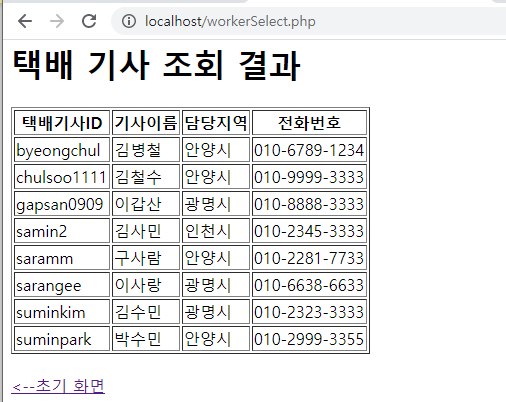 localhost/workerSelect.php
택배 기사 조회 결과
택배기사ID 기사이름 담당지역 전화번호
byeongchul 김병철 안양시 010-6789-1234
chulsoo1111 김철수 안양시 010-9999-3333
gapsan0909 이갑산 광명시 010-8888-3333
samin2 김사민 인천시 010-2345-3333
saramm 구사람 안양시 010-2281-7733
sarangee 이사랑 광명시 010-6638-6633
suminkim 김수민 광명시 010-2323-3333
suminpark 박수민 안양시 010-2999-3355
<--초기 화면